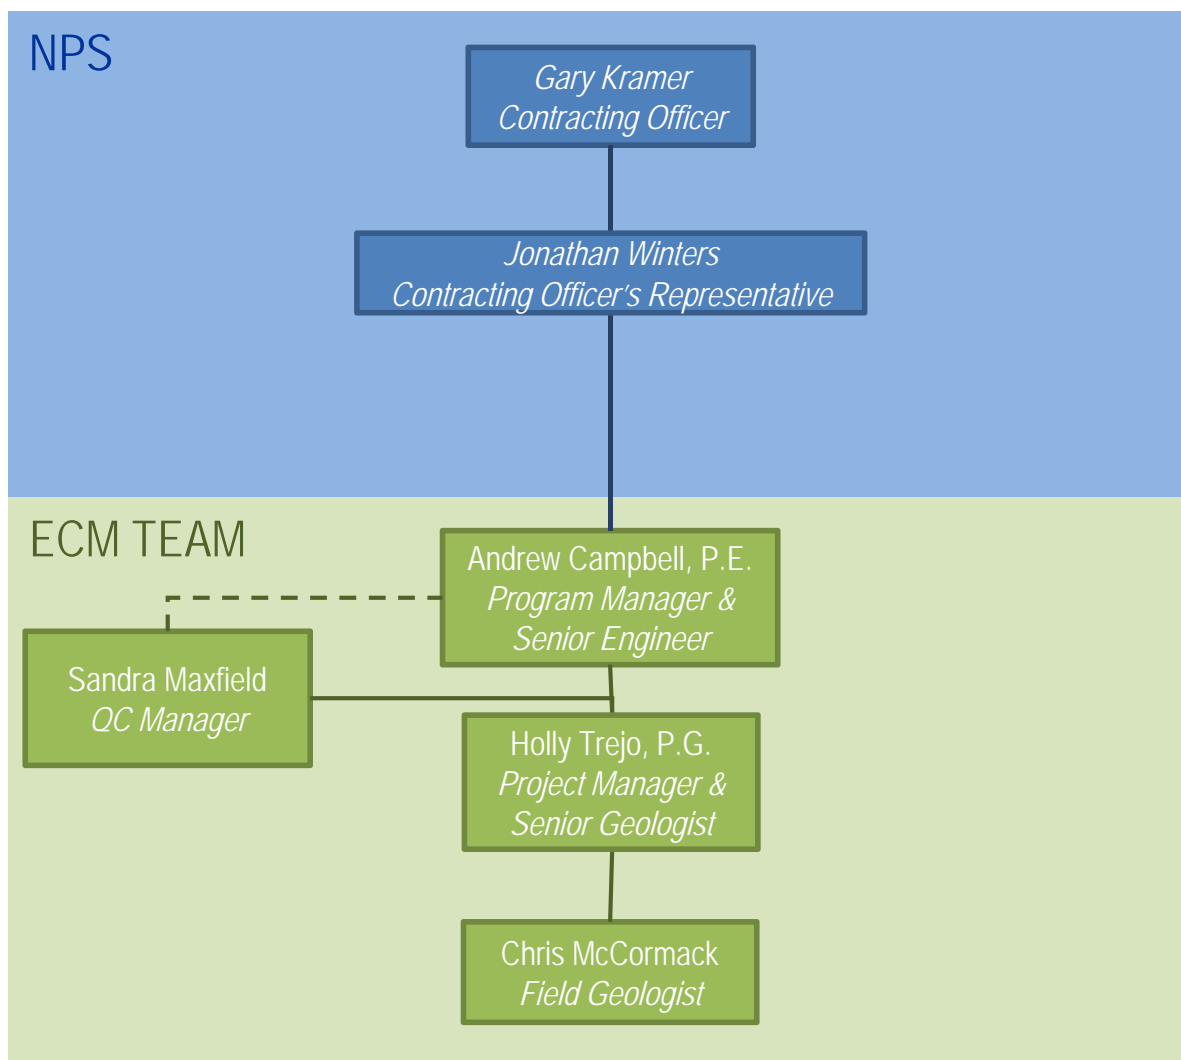 NPS
Gary Kramer
Contracting Officer
Jonathan Winters
Contracting Officer's Representative
ECM TEAM
Andrew Campbell, P.E.
Program Manager &
Senior Engineer
Sandra Maxfield
QC Manager
Holly Trejo, P.G.
Project Manager &
Senior Geologist
Chris McCormack
Field Geologist